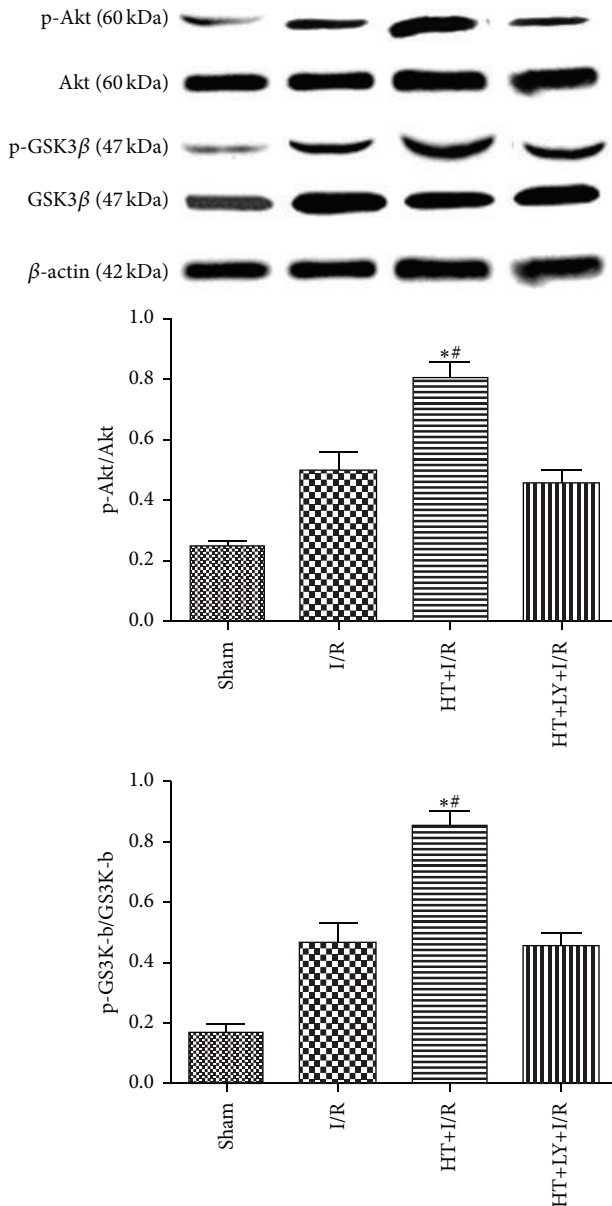 p-Akt (60 kDa)
Akt (60 kDa)
p-GSK3β (47 kDa)
GSK3β (47 kDa)
β-actin (42 kDa)
1.0
0.8
0.6
0.4
0.2
0.0
p-Akt/Akt
*#
Sham
I/R
HT+I/R
HT+LY+I/R
1.0
0.8
0.6
0.4
0.2
0.0
p-GS3K-b/GS3K-b
*#
Sham
I/R
HT+I/R
HT+LY+I/R